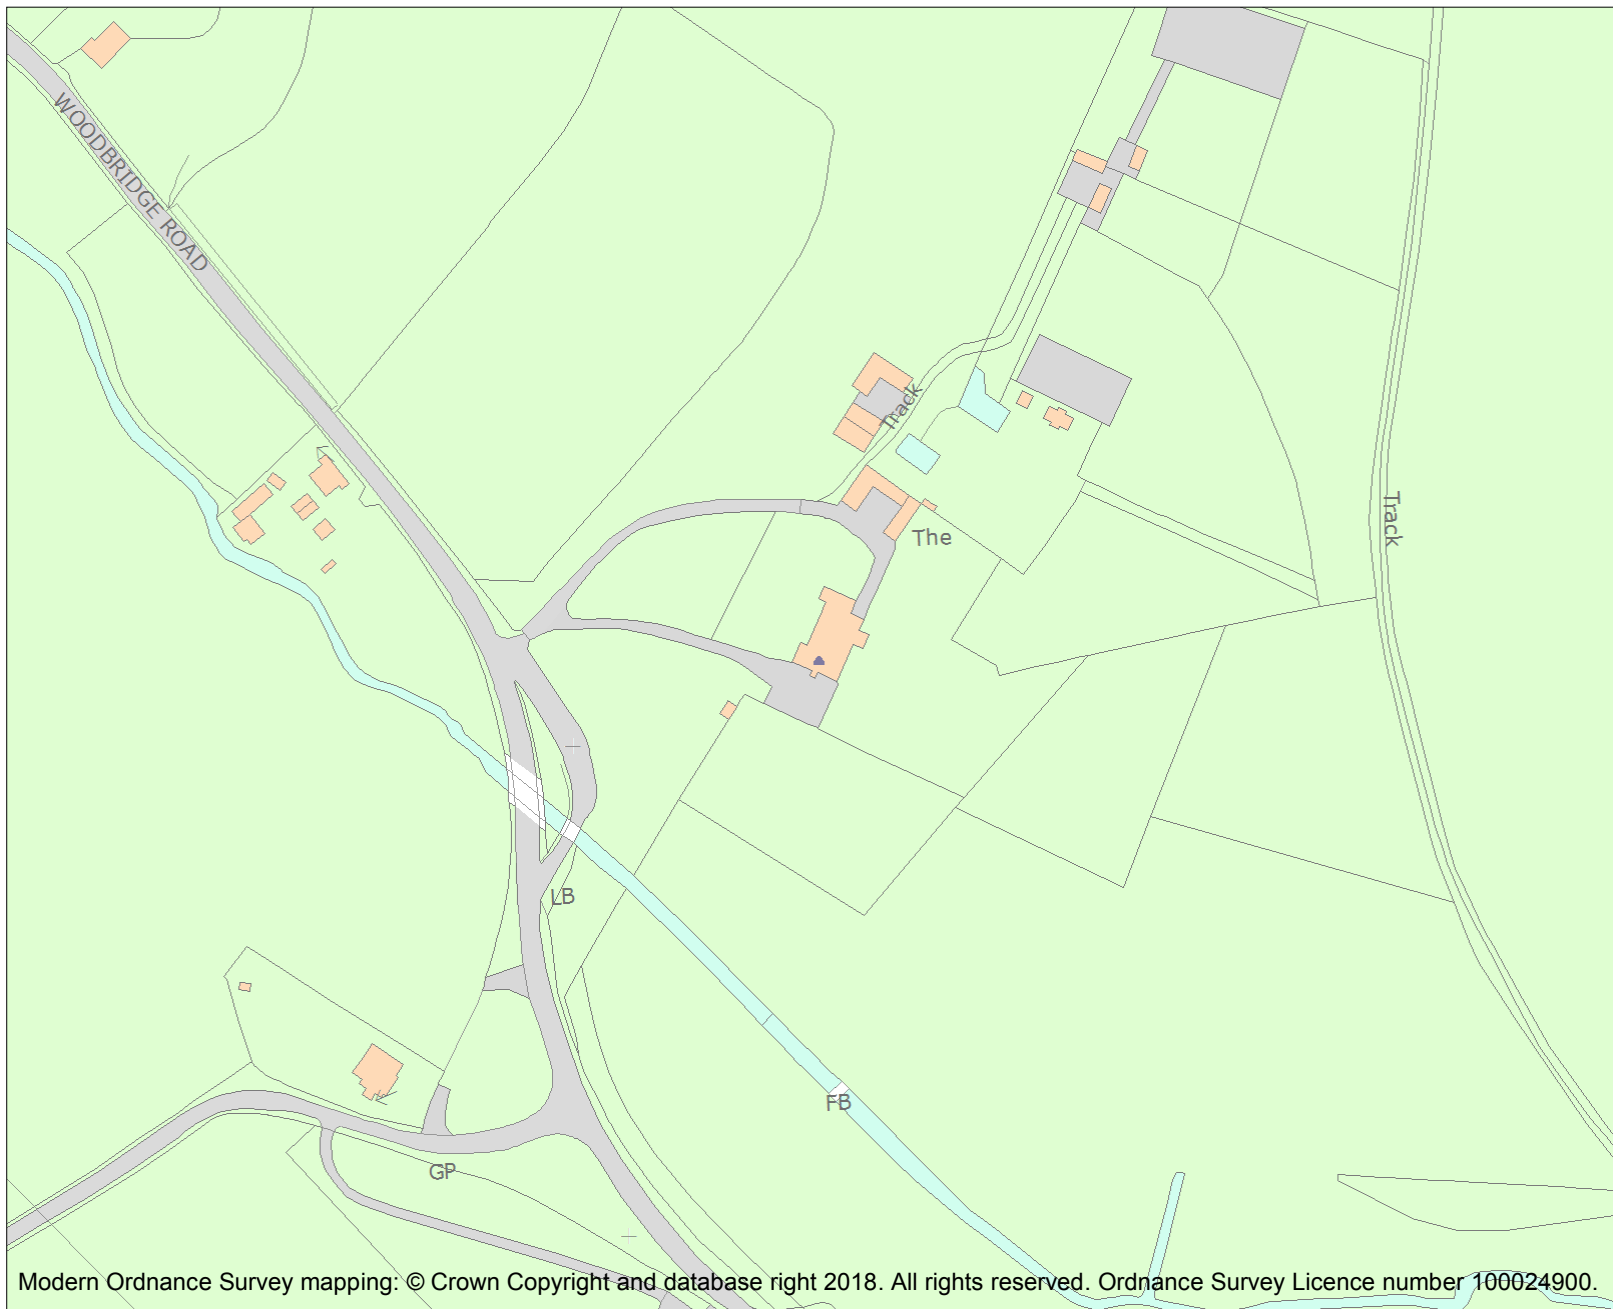 WOODBRIDGE ROAD
Track
The
Track
LB
FB
GP
Modern Ordnance Survey mapping: © Crown Copyright and database right 2018. All rights reserved. Ordnance Survey Licence number 100024900.